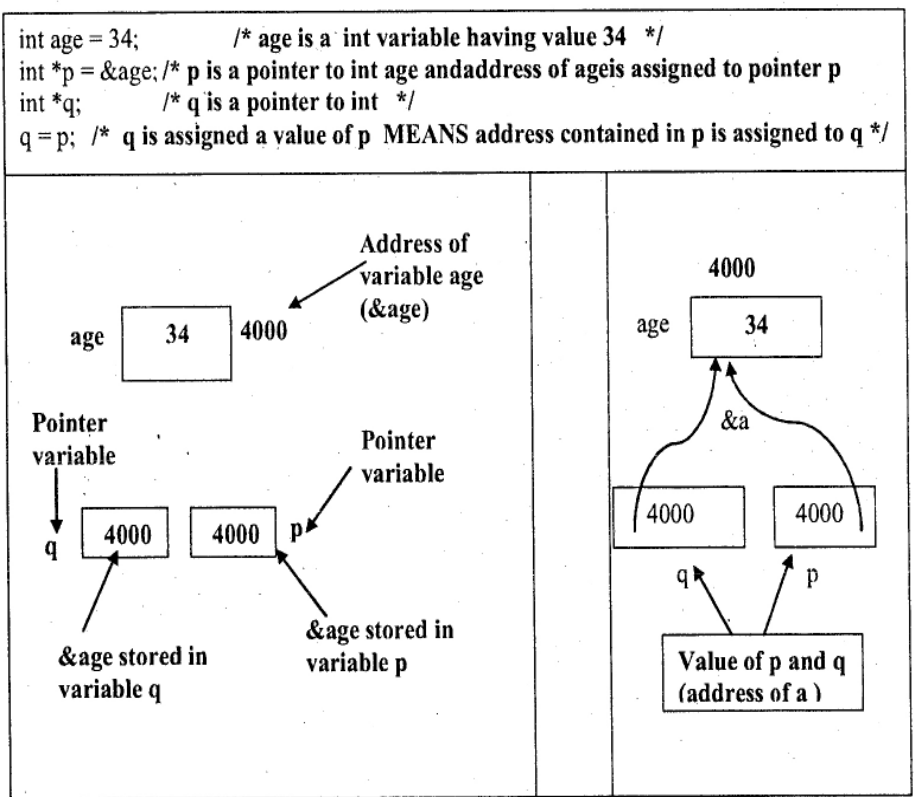 int age = 34; /* age is a int variable having value 34 */
int *p = &age; /* p is a pointer to int age andaddress of ageis assigned to pointer p
int *q; /* q is a pointer to int */
q = p; /* q is assigned a value of p MEANS address contained in p is assigned to q */
Address of
variable age
(&age)
age
34
4000
Pointer
variable
Pointer
variable
q
4000
4000
p
&age stored in
variable q
&age stored in
variable p
4000
age
34
&a
4000
4000
q
p
Value of p and q
(address of a )